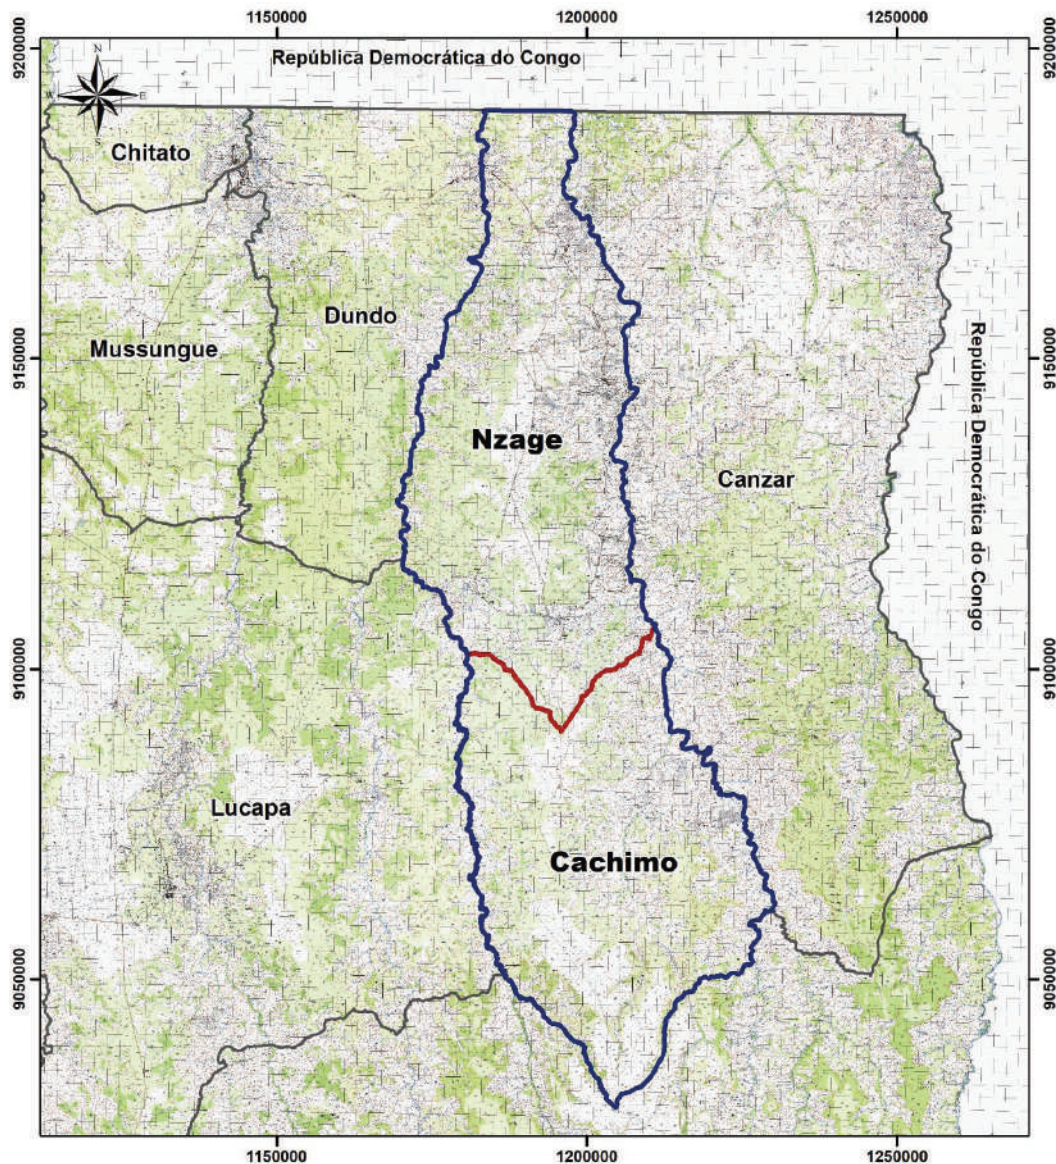 1150000
1200000
1250000
9200000
9200000
República Democrática do Congo
N
W
E
S
Chitato
Dundo
Mussungue
9150000
9150000
República Democrática do Congo
Nzage
Canzar
9100000
9100000
Lucapa
Cachimo
9050000
9050000
1150000
1200000
1250000